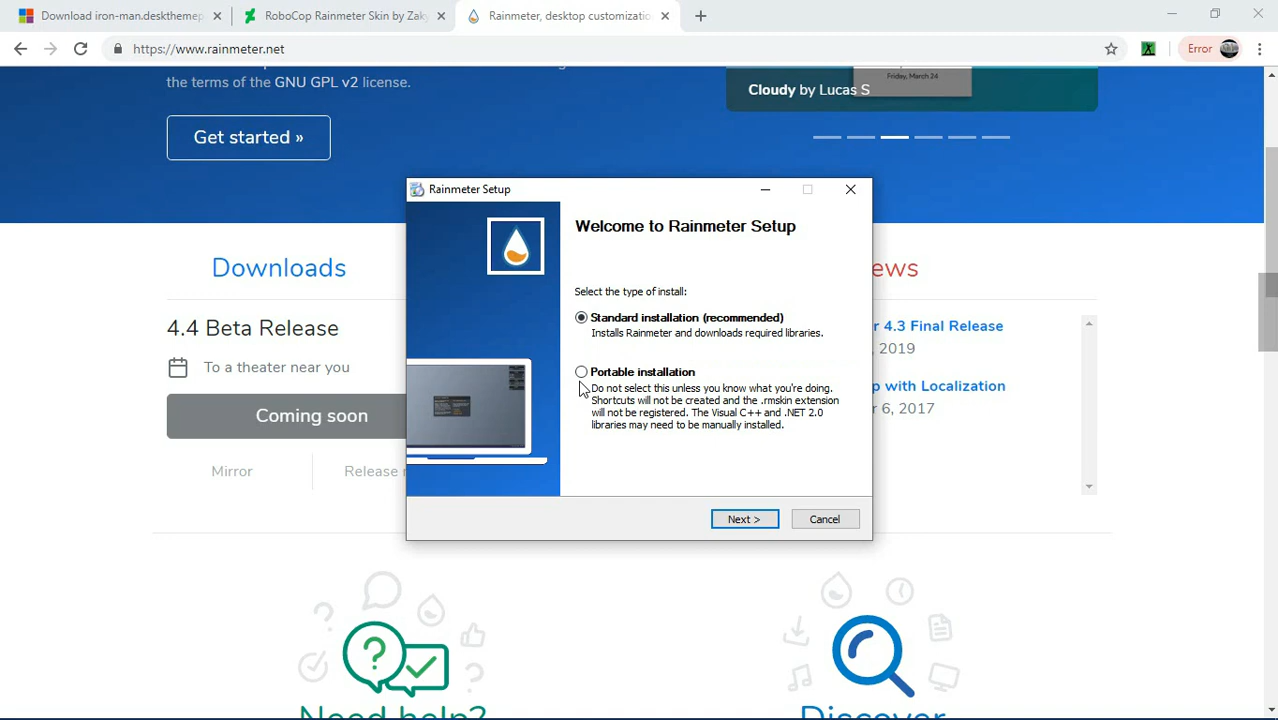 Download iron-man.deskthemep
RoboCop Rainmeter Skin by Zaky
Rainmeter, desktop customizatio
https://www.rainmeter.net
Error
the terms of the GNU GPL v2 license.
Get started »
Friday, March 24
Cloudy by Lucas S
Rainmeter Setup
Welcome to Rainmeter Setup
Select the type of install:
Standard installation (recommended)
Installs Rainmeter and downloads required libraries.
Portable installation
Do not select this unless you know what you're doing.
Shortcuts will not be created and the .rmskin extension
will not be registered. The Visual C++ and .NET 2.0
libraries may need to be manually installed.
Next >
Cancel
Downloads
4.4 Beta Release
To a theater near you
Coming soon
Mirror
Release
ews
r 4.3 Final Release
, 2019
p with Localization
r 6, 2017
Need help?
Discover